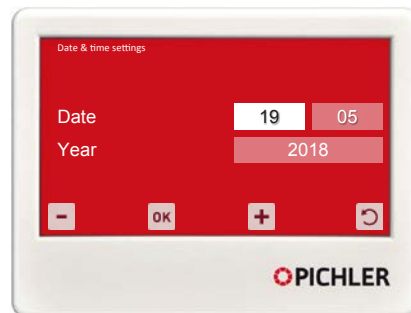 Date & time settings
Date 19 05
Year 2018
- OK +
PICHLER